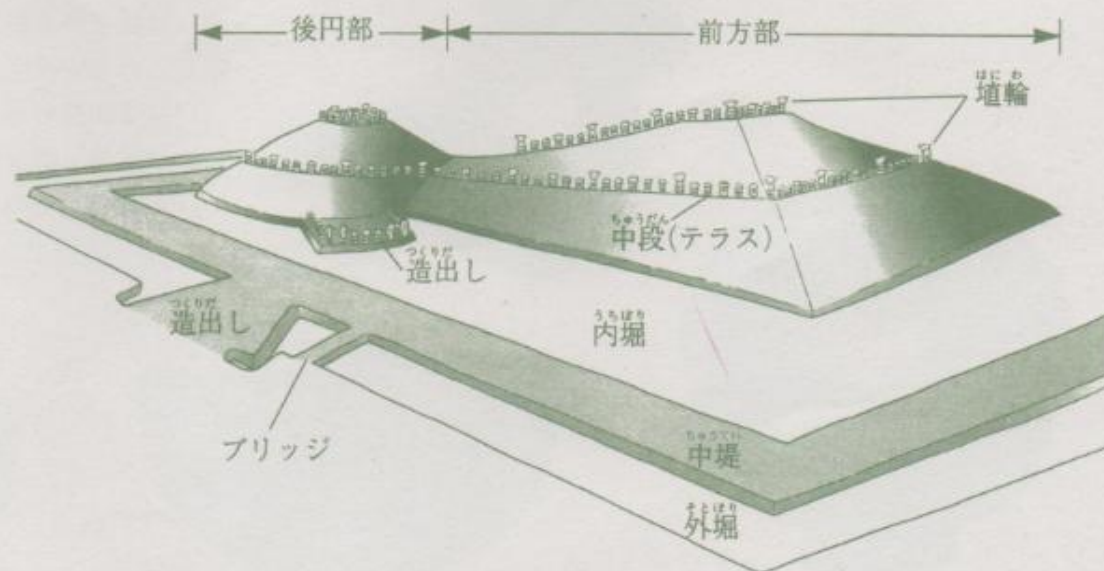 後円部
前方部
はにわ
埴輪
ちゅうだん
中段(テラス)
つくりだ
造出し
つくりだ
造出し
うちぼり
内堀
ブリッジ
ちゅうてい
中堤
そとぼり
外堀